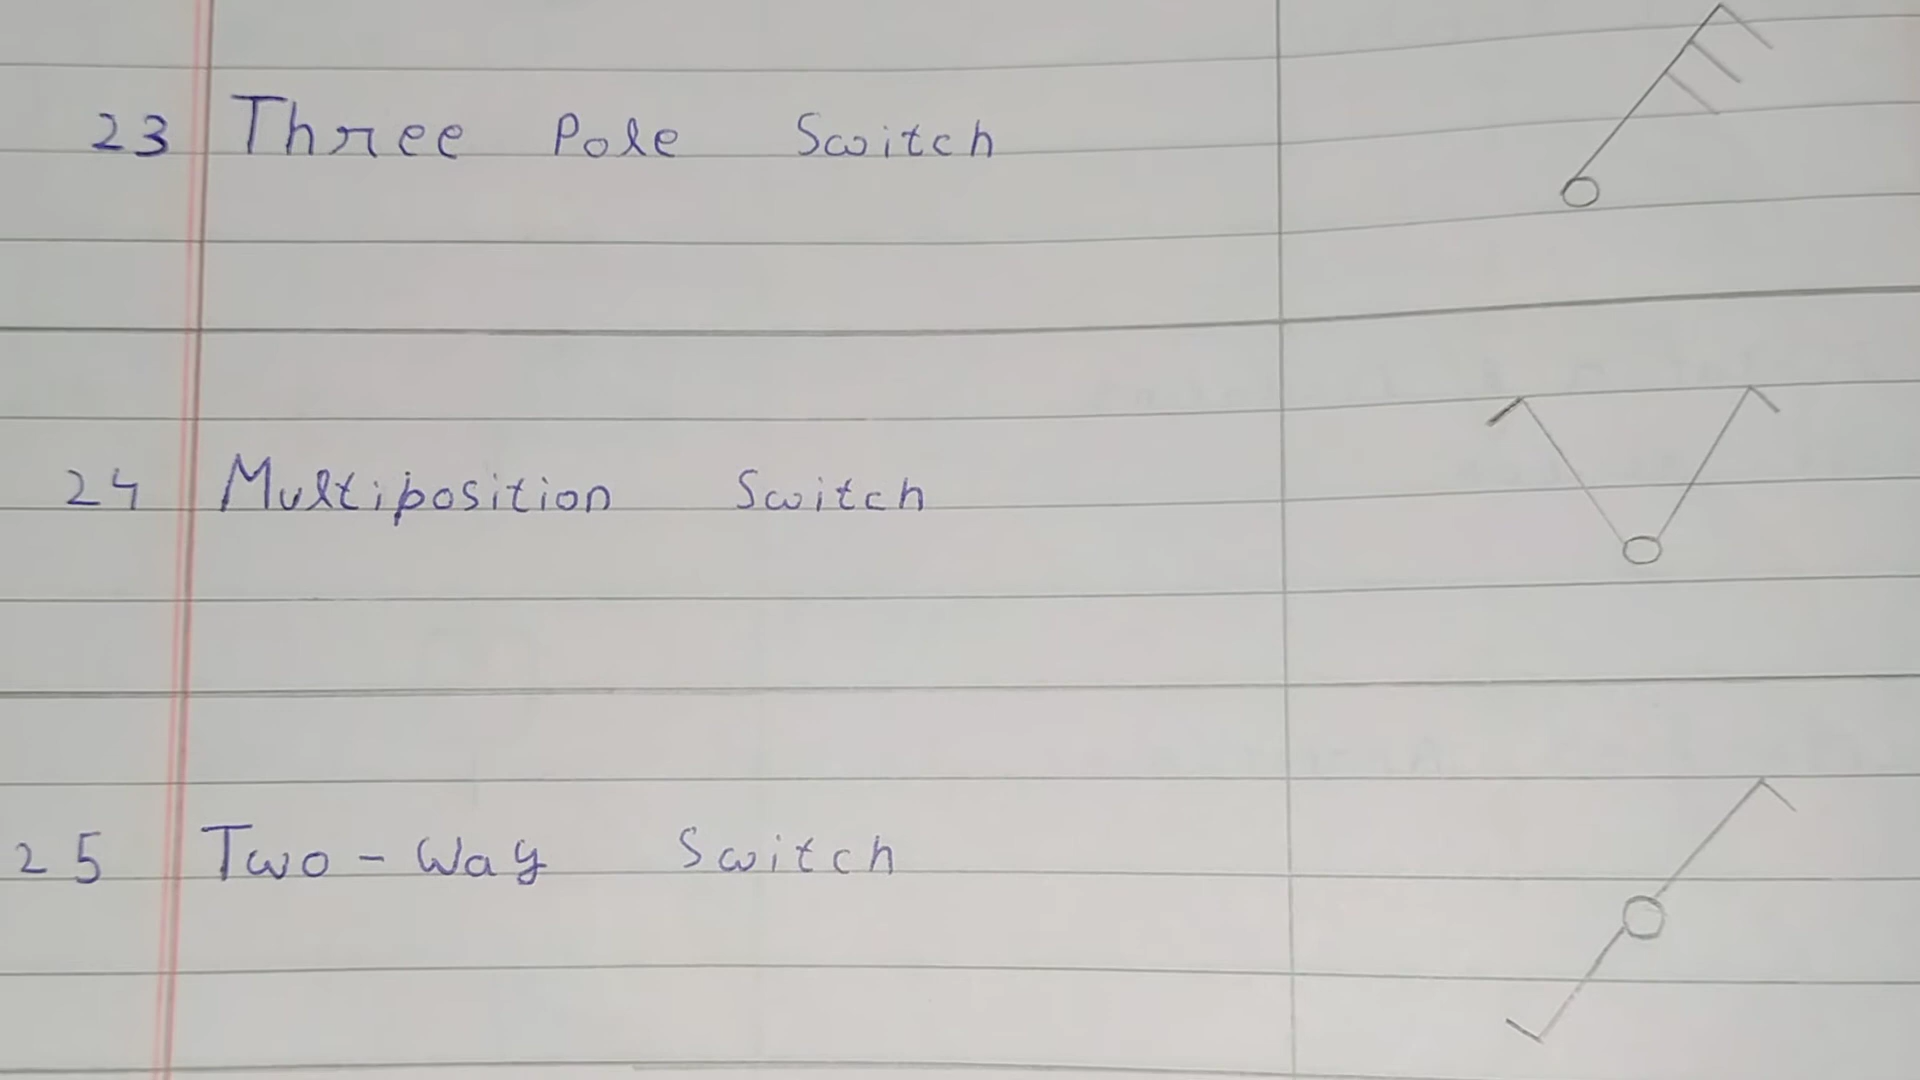 23 Three Pole Switch
24 Multiposition Switch
25 Two-Way Switch